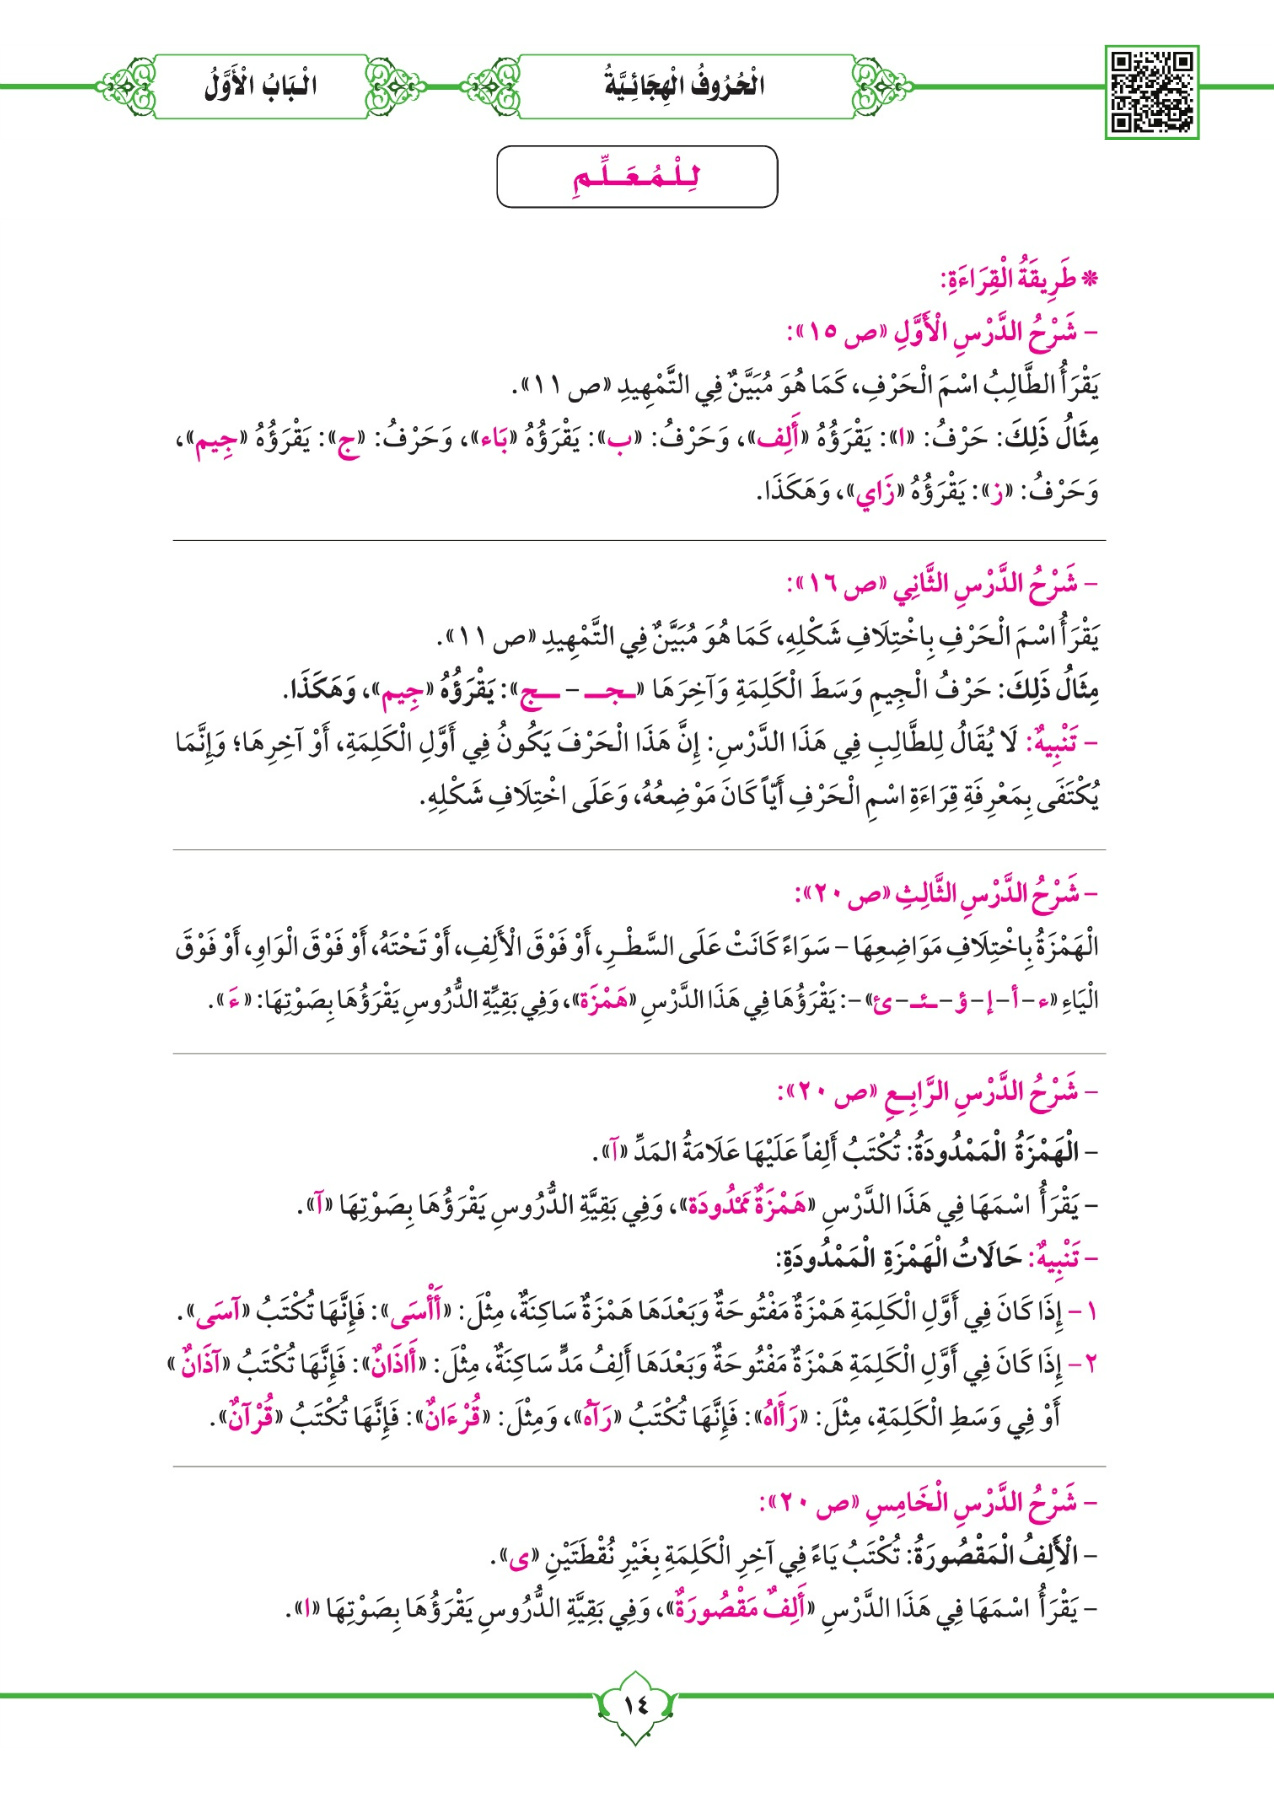 الْحُرُوفُ الْهِجَائِيَّةُ
الْبَابُ الْأَوَّلُ
لِلْمُعَلِّمِ
* طَرِيقَةُ الْقِرَاءَةِ:
– شَرْحُ الدَّرْسِ الْأَوَّلِ «ص ١٥»:
يَقْرَأُ الطَّالِبُ اسْمَ الْحَرْفِ، كَمَا هُوَ مُبَيَّنٌ فِي التَّمْهِيدِ «ص ١١».
مِثَالُ ذَلِكَ: حَرْفُ: «ا»: يَقْرَؤُهُ «أَلِف»، وَحَرْفُ: «ب»: يَقْرَؤُهُ «بَاء»، وَحَرْفُ: «ج»: يَقْرَؤُهُ «جِيم»،
وَحَرْفُ: «ز»: يَقْرَؤُهُ «زَاي»، وَهَكَذَا.
– شَرْحُ الدَّرْسِ الثَّانِي «ص ١٦»:
يَقْرَأُ اسْمَ الْحَرْفِ بِاخْتِلَافِ شَكْلِهِ، كَمَا هُوَ مُبَيَّنٌ فِي التَّمْهِيدِ «ص ١١».
مِثَالُ ذَلِكَ: حَرْفُ الْجِيمِ وَسَطَ الْكَلِمَةِ وَآخِرَهَا «ـجـ – ـج»: يَقْرَؤُهُ «جِيم»، وَهَكَذَا.
– تَنْبِيهٌ: لَا يُقَالُ لِلطَّالِبِ فِي هَذَا الدَّرْسِ: إِنَّ هَذَا الْحَرْفَ يَكُونُ فِي أَوَّلِ الْكَلِمَةِ، أَوْ آخِرِهَا؛ وَإِنَّمَا
يُكْتَفَى بِمَعْرِفَةِ قِرَاءَةِ اسْمِ الْحَرْفِ أَيّاً كَانَ مَوْضِعُهُ، وَعَلَى اخْتِلَافِ شَكْلِهِ.
– شَرْحُ الدَّرْسِ الثَّالِثِ «ص ٢٠»:
الْهَمْزَةُ بِاخْتِلَافِ مَوَاضِعِهَا – سَوَاءً كَانَتْ عَلَى السَّطْرِ، أَوْ فَوْقَ الْأَلِفِ، أَوْ تَحْتَهُ، أَوْ فَوْقَ الْوَاوِ، أَوْ فَوْقَ
الْيَاءِ «ء – أ – إ – ؤ – ـئـ – ئ» –: يَقْرَؤُهَا فِي هَذَا الدَّرْسِ «هَمْزَة»، وَفِي بَقِيَّةِ الدُّرُوسِ يَقْرَؤُهَا بِصَوْتِهَا: «ءَ».
– شَرْحُ الدَّرْسِ الرَّابِعِ «ص ٢٠»:
– الْهَمْزَةُ الْمَمْدُودَةُ: تُكْتَبُ أَلِفاً عَلَيْهَا عَلَامَةُ المَدِّ «آ».
– يَقْرَأُ اسْمَهَا فِي هَذَا الدَّرْسِ «هَمْزَةٌ مَمْدُودَة»، وَفِي بَقِيَّةِ الدُّرُوسِ يَقْرَؤُهَا بِصَوْتِهَا «آ».
– تَنْبِيهٌ: حَالَاتُ الْهَمْزَةِ الْمَمْدُودَةِ:
١ – إِذَا كَانَ فِي أَوَّلِ الْكَلِمَةِ هَمْزَةٌ مَفْتُوحَةٌ وَبَعْدَهَا هَمْزَةٌ سَاكِنَةٌ، مِثْلَ: «أَأْسَى»: فَإِنَّهَا تُكْتَبُ «آسَى».
٢ – إِذَا كَانَ فِي أَوَّلِ الْكَلِمَةِ هَمْزَةٌ مَفْتُوحَةٌ وَبَعْدَهَا أَلِفُ مَدٍّ سَاكِنَةٌ، مِثْلَ: «أَاذَانٌ»: فَإِنَّهَا تُكْتَبُ «آذَانٌ»
أَوْ فِي وَسَطِ الْكَلِمَةِ، مِثْلَ: «رَأَاهُ»: فَإِنَّهَا تُكْتَبُ «رَآهُ»، وَمِثْلَ: «قُرْءَانٌ»: فَإِنَّهَا تُكْتَبُ «قُرْآنٌ».
– شَرْحُ الدَّرْسِ الْخَامِسِ «ص ٢٠»:
– الْأَلِفُ الْمَقْصُورَةُ: تُكْتَبُ يَاءً فِي آخِرِ الْكَلِمَةِ بِغَيْرِ نُقْطَتَيْنِ «ى».
– يَقْرَأُ اسْمَهَا فِي هَذَا الدَّرْسِ «أَلِفٌ مَقْصُورَةٌ»، وَفِي بَقِيَّةِ الدُّرُوسِ يَقْرَؤُهَا بِصَوْتِهَا «ا».
١٤